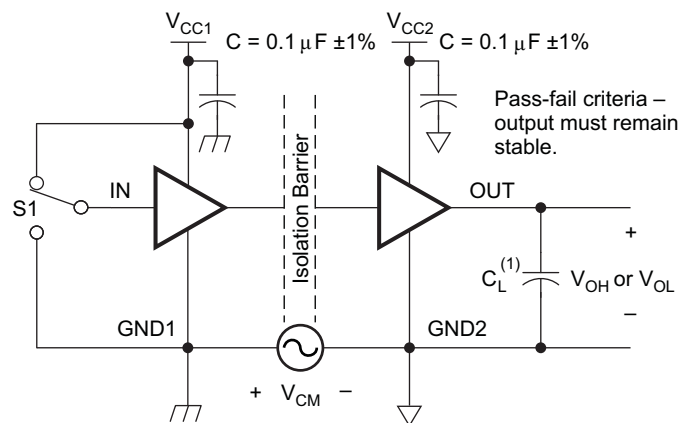 V_CC1
C = 0.1 μF ±1%
V_CC2
C = 0.1 μF ±1%
Pass-fail criteria –
output must remain
stable.
Isolation Barrier
IN
OUT
S1
+
C_L^(1)
V_OH or V_OL
–
GND1
GND2
+ V_CM –